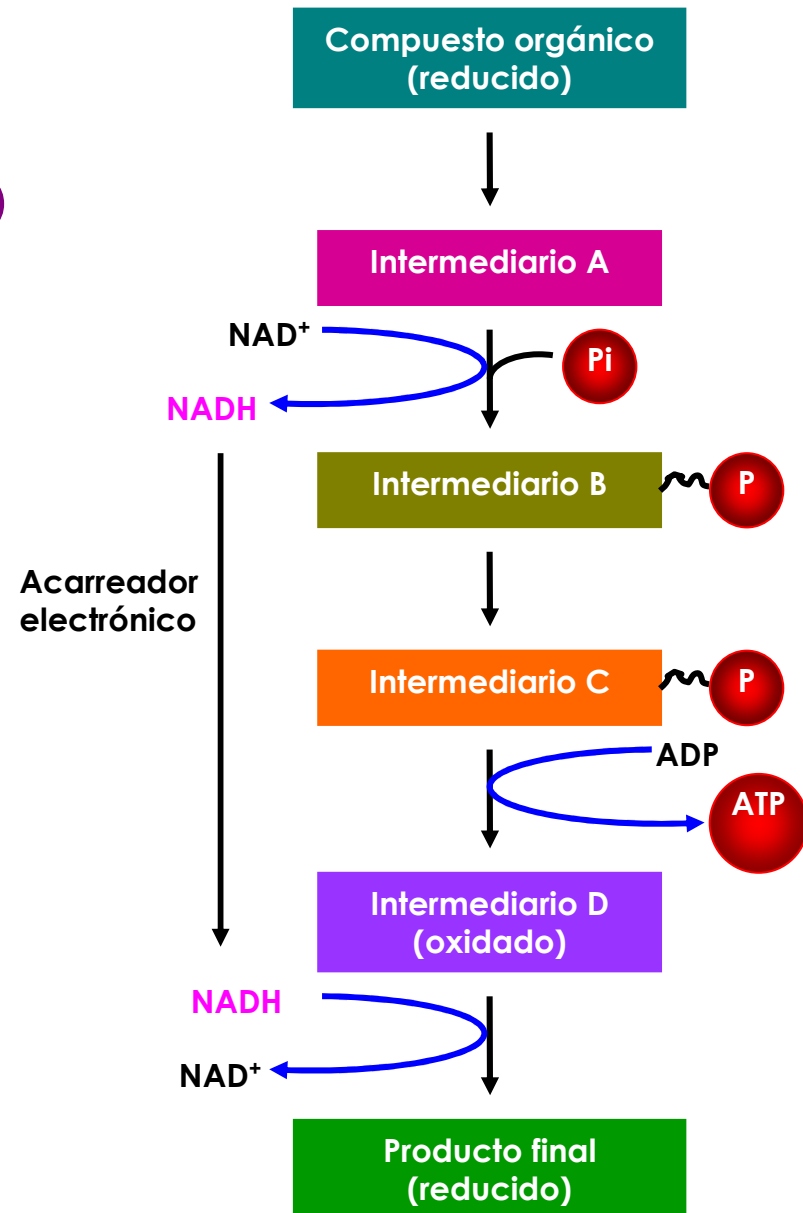 Compuesto orgánico
(reducido)
Intermediario A
NAD⁺
Pi
NADH
Intermediario B
P
Acarreador
electrónico
Intermediario C
P
ADP
ATP
Intermediario D
(oxidado)
NADH
NAD⁺
Producto final
(reducido)